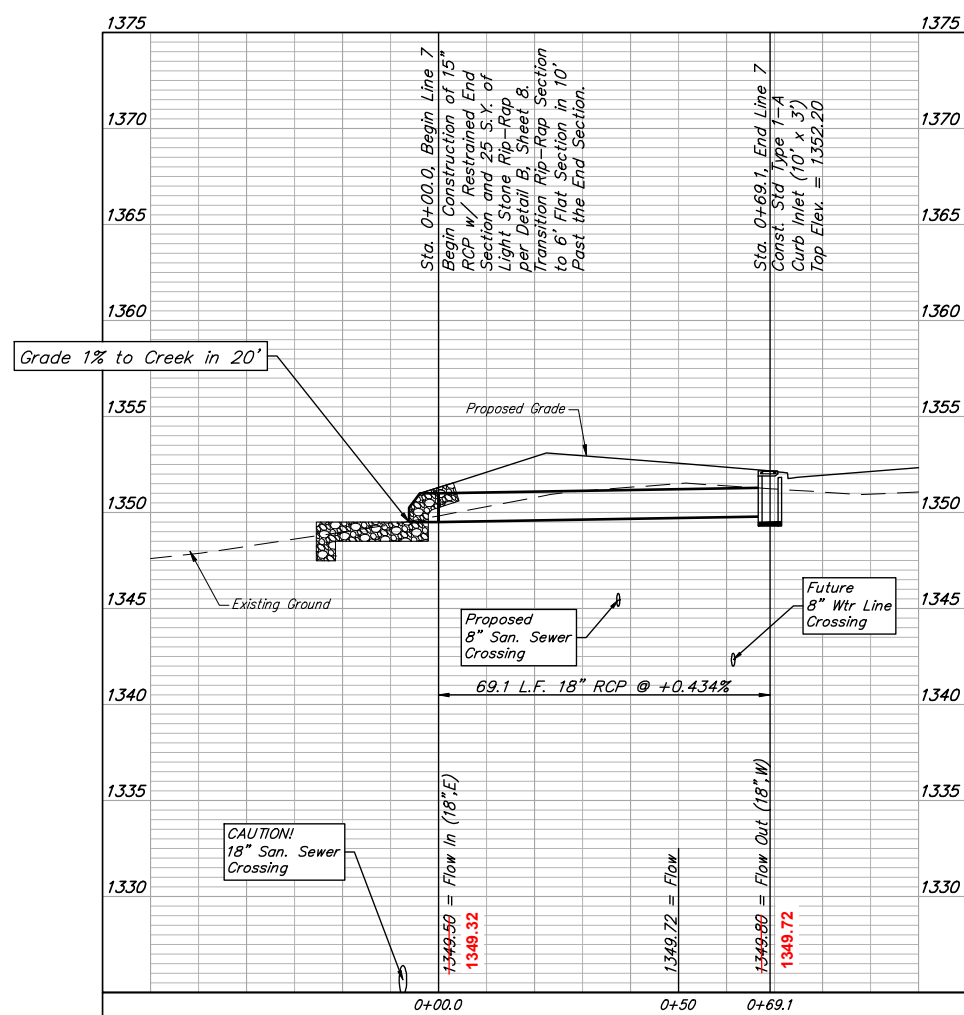 1375
1375
Sta. 0+00.0, Begin Line 7
Begin Construction of 15"
RCP w/ Restrained End
Section and 25 S.Y. of
Light Stone Rip-Rap
per Detail B, Sheet 8.
Transition Rip-Rap Section
to 6' Flat Section in 10'
Past the End Section.
Sta. 0+69.1, End Line 7
Const. Std Type 1-A
Curb Inlet (10' x 3')
Top Elev. = 1352.20
1370
1370
1365
1365
1360
1360
Grade 1% to Creek in 20'
1355
1355
Proposed Grade
1350
1350
1345
1345
Existing Ground
Proposed
8" San. Sewer
Crossing
Future
8" Wtr Line
Crossing
1340
1340
69.1 L.F. 18" RCP @ +0.434%
1335
1335
CAUTION!
18" San. Sewer
Crossing
1330
1330
1349.50 = Flow In (18",E)
1349.32
1349.72 = Flow
1349.80 = Flow Out (18",W)
1349.72
0+00.0
0+50
0+69.1